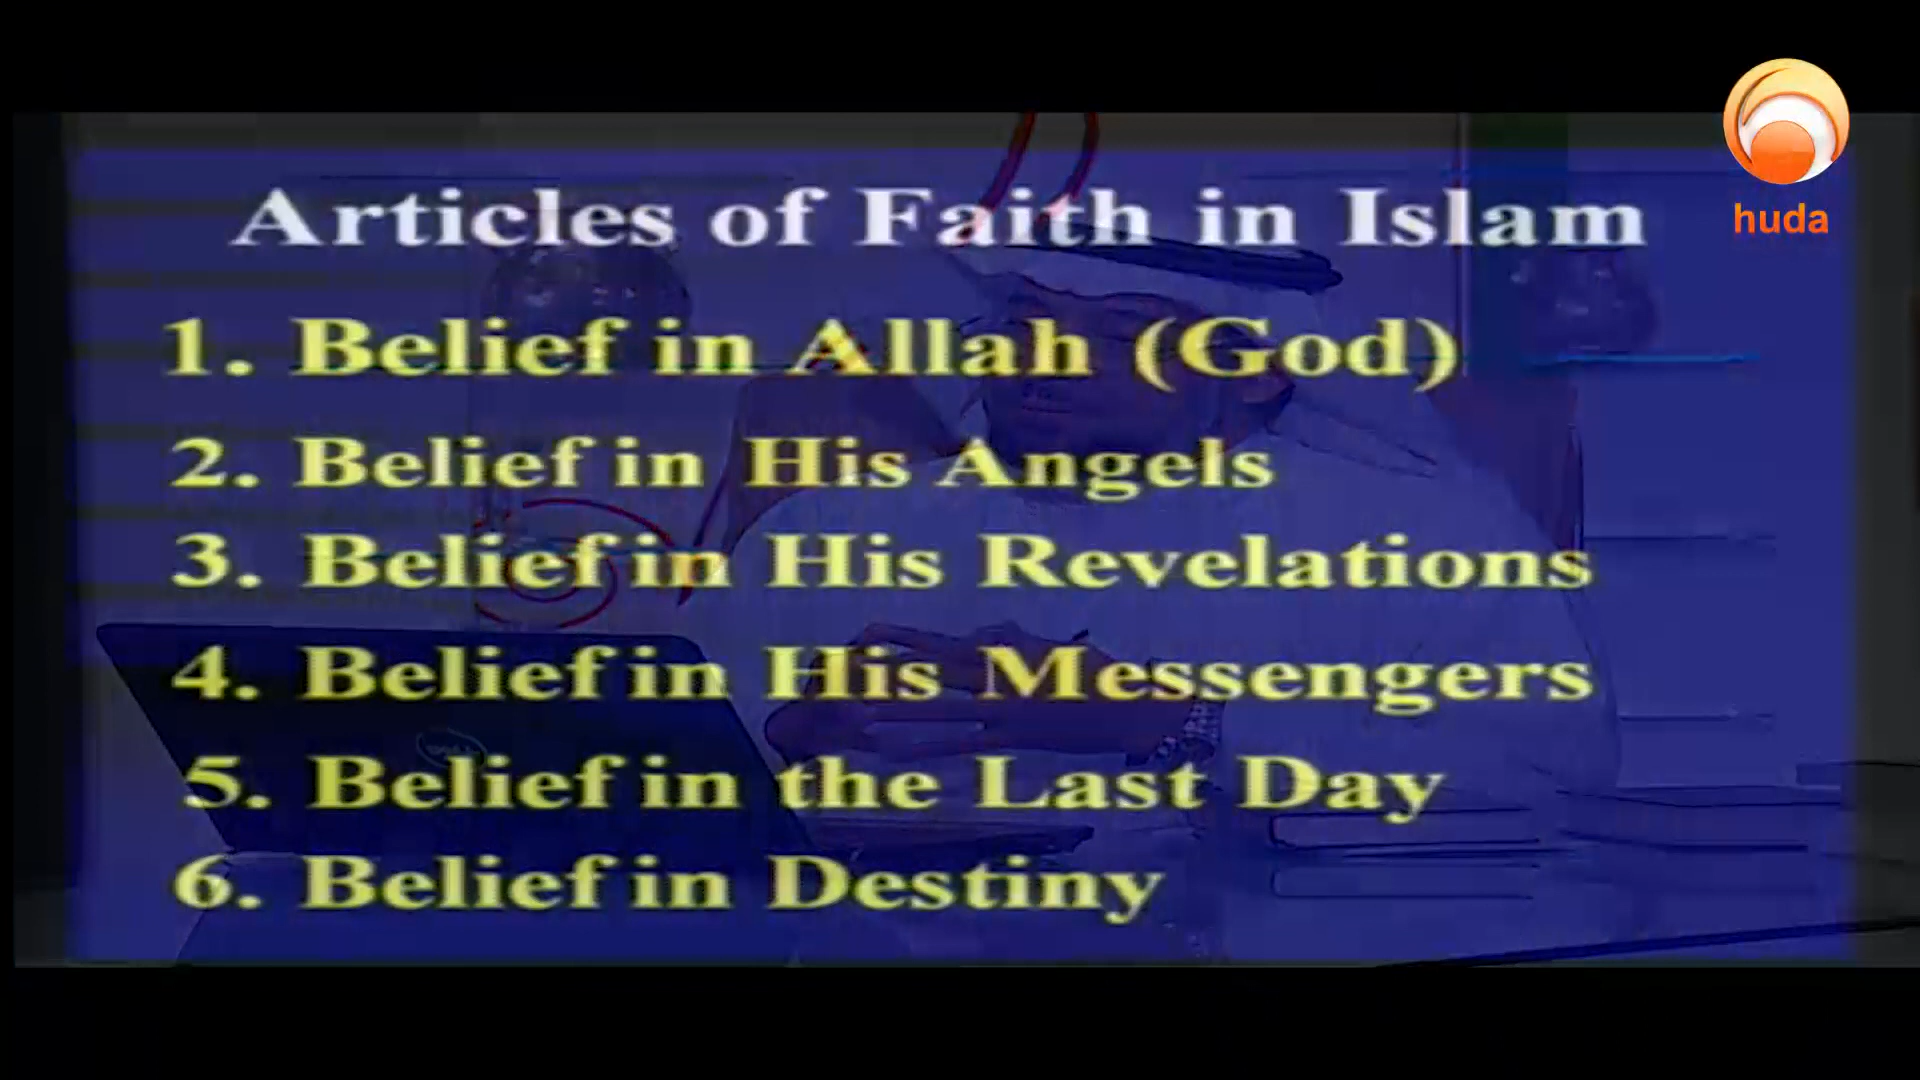 huda
Articles of Faith in Islam
1. Belief in Allah (God)
2. Belief in His Angels
3. Belief in His Revelations
4. Belief in His Messengers
5. Belief in the Last Day
6. Belief in Destiny
DELL